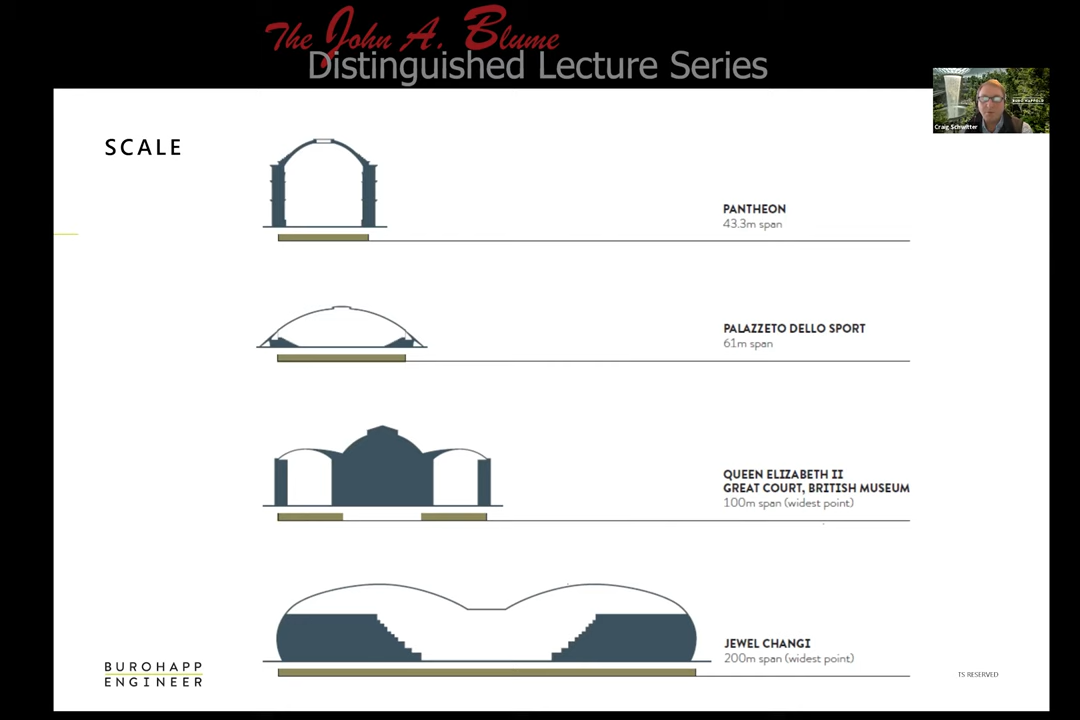 The John A. Blume
Distinguished Lecture Series
Craig Schwitter
BURO HAPPOLD
SCALE
PANTHEON
43.3m span
PALAZZETO DELLO SPORT
61m span
QUEEN ELIZABETH II
GREAT COURT, BRITISH MUSEUM
100m span (widest point)
JEWEL CHANGI
200m span (widest point)
BUROHAPP
ENGINEER
TS RESERVED